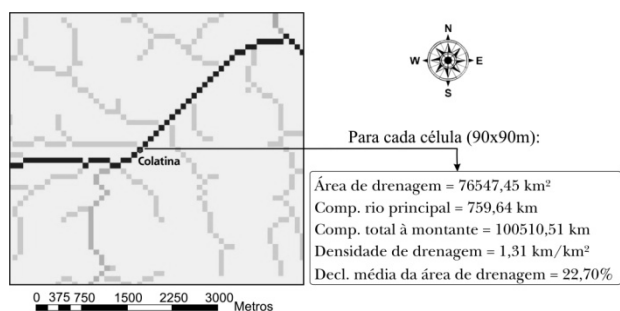 N
W E
S
Para cada célula (90x90m):
Colatina
Área de drenagem = 76547,45 km²
Comp. rio principal = 759,64 km
Comp. total à montante = 100510,51 km
Densidade de drenagem = 1,31 km/km²
Decl. média da área de drenagem = 22,70%
0 375 750 1500 2250 3000
Metros